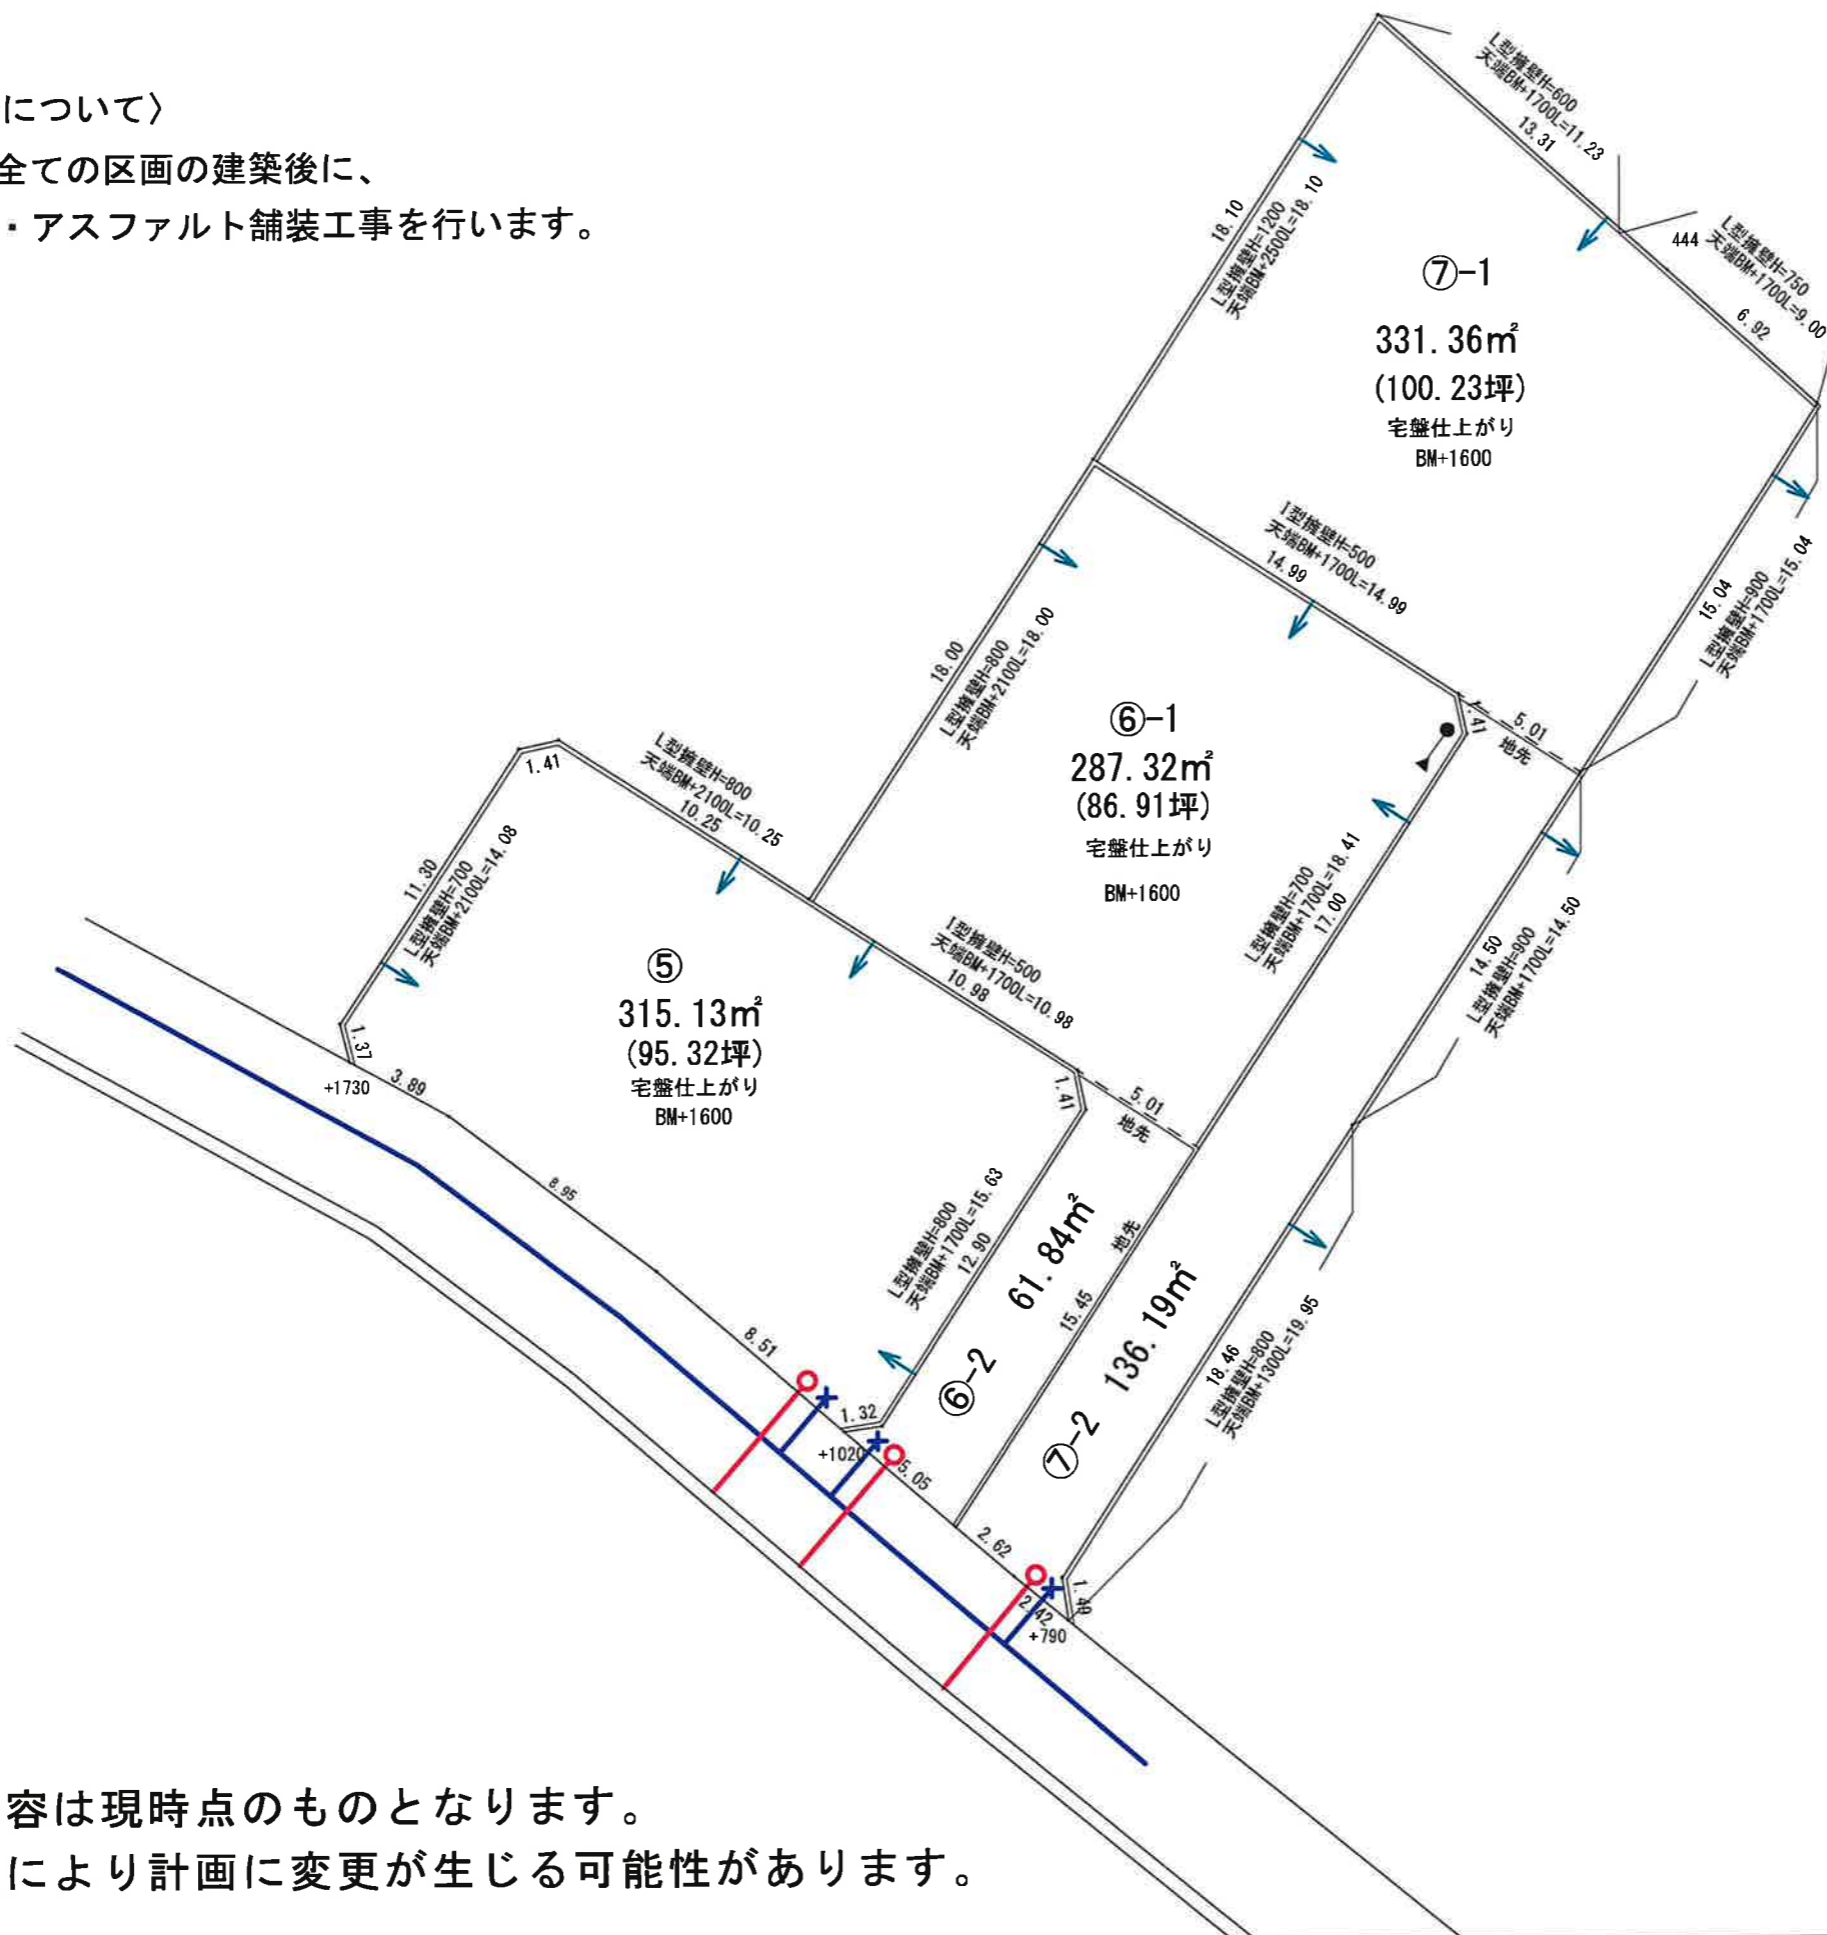 について〉
全ての区画の建築後に、
・アスファルト舗装工事を行います。
L型擁壁H=600
天端BM+1700L=11.23
13.31
444
L型擁壁H=750
天端BM+1700L=9.00
6.92
18.10
L型擁壁H=1200
天端BM+2500L=18.10
⑦-1
331.36㎡
(100.23坪)
宅盤仕上がり
BM+1600
I型擁壁H=500
天端BM+1700L=14.99
14.99
15.04
L型擁壁H=900
天端BM+1700L=15.04
18.00
L型擁壁H=800
天端BM+2100L=18.00
⑥-1
287.32㎡
(86.91坪)
宅盤仕上がり
BM+1600
1.41
5.01
地先
1.41
L型擁壁H=800
天端BM+2100L=10.25
10.25
11.30
L型擁壁H=700
天端BM+2100L=14.08
L型擁壁H=700
天端BM+1700L=18.41
17.00
14.50
L型擁壁H=900
天端BM+1700L=14.50
⑤
315.13㎡
(95.32坪)
宅盤仕上がり
BM+1600
I型擁壁H=500
天端BM+1700L=10.98
10.98
1.37
+1730
3.89
1.41
5.01
地先
8.95
L型擁壁H=800
天端BM+1700L=15.63
12.90
⑥-2 61.84㎡
地先
15.45
⑦-2 136.19㎡
18.46
L型擁壁H=800
天端BM+1300L=19.95
8.51
1.32
+1020
5.05
2.62
1.40
2.42
+790
容は現時点のものとなります。
により計画に変更が生じる可能性があります。